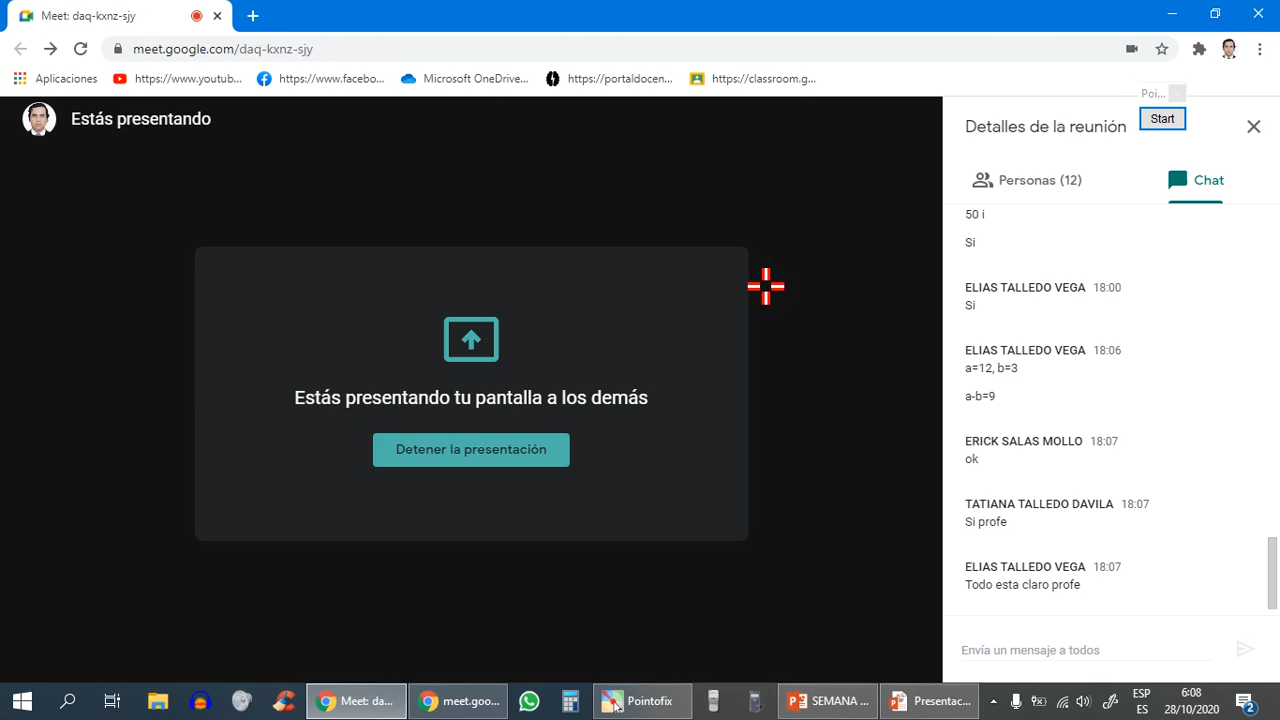 Meet: daq-kxnz-sjy
meet.google.com/daq-kxnz-sjy
Aplicaciones
https://www.youtub...
https://www.facebo...
Microsoft OneDrive...
https://portaldocen...
https://classroom.g...
Estás presentando
Poi...
Start
Detalles de la reunión
Personas (12)
Chat
50 i
Si
ELIAS TALLEDO VEGA 18:00
Si
ELIAS TALLEDO VEGA 18:06
a=12, b=3
a-b=9
ERICK SALAS MOLLO 18:07
ok
TATIANA TALLEDO DAVILA 18:07
Si profe
ELIAS TALLEDO VEGA 18:07
Todo esta claro profe
Estás presentando tu pantalla a los demás
Detener la presentación
Envía un mensaje a todos
Meet: da...
meet.goo...
Pointofix
SEMANA ...
Presentac...
ESP
ES
6:08
28/10/2020
2